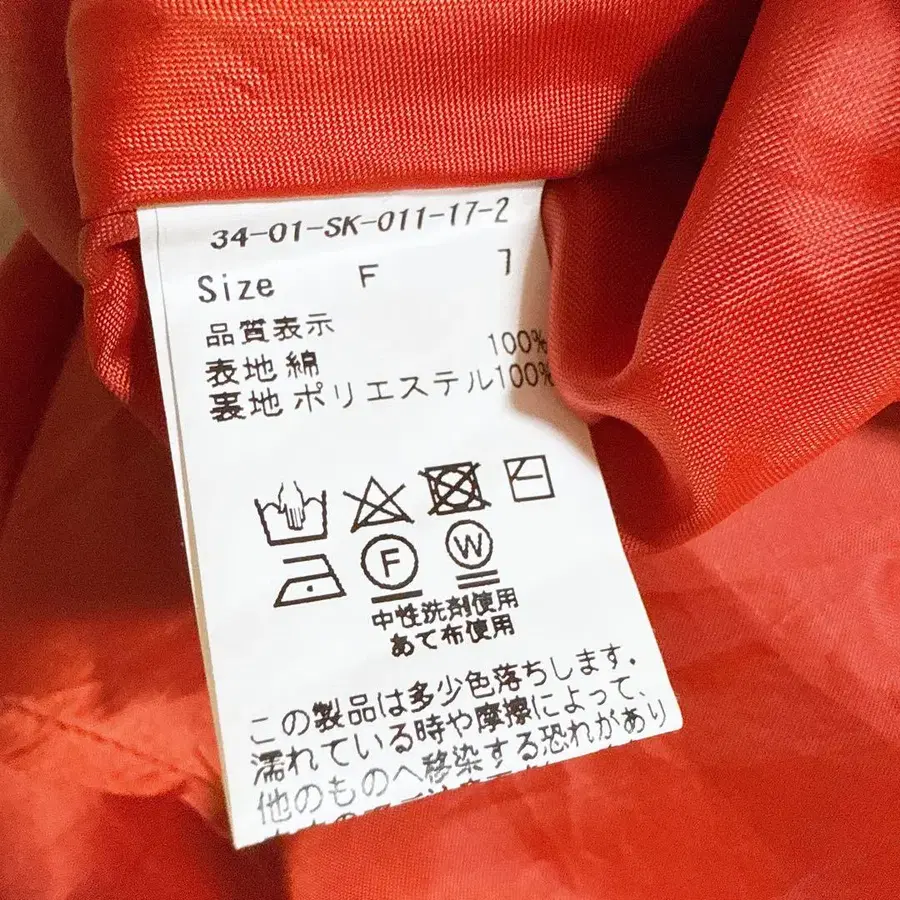 34-01-SK-011-17-2
Size F 7
品質表示
表地 綿 100%
裏地 ポリエステル100%
F W
中性洗剤使用
あて布使用
この製品は多少色落ちします.
濡れている時や摩擦によって、
他のものへ移染する恐れがあり